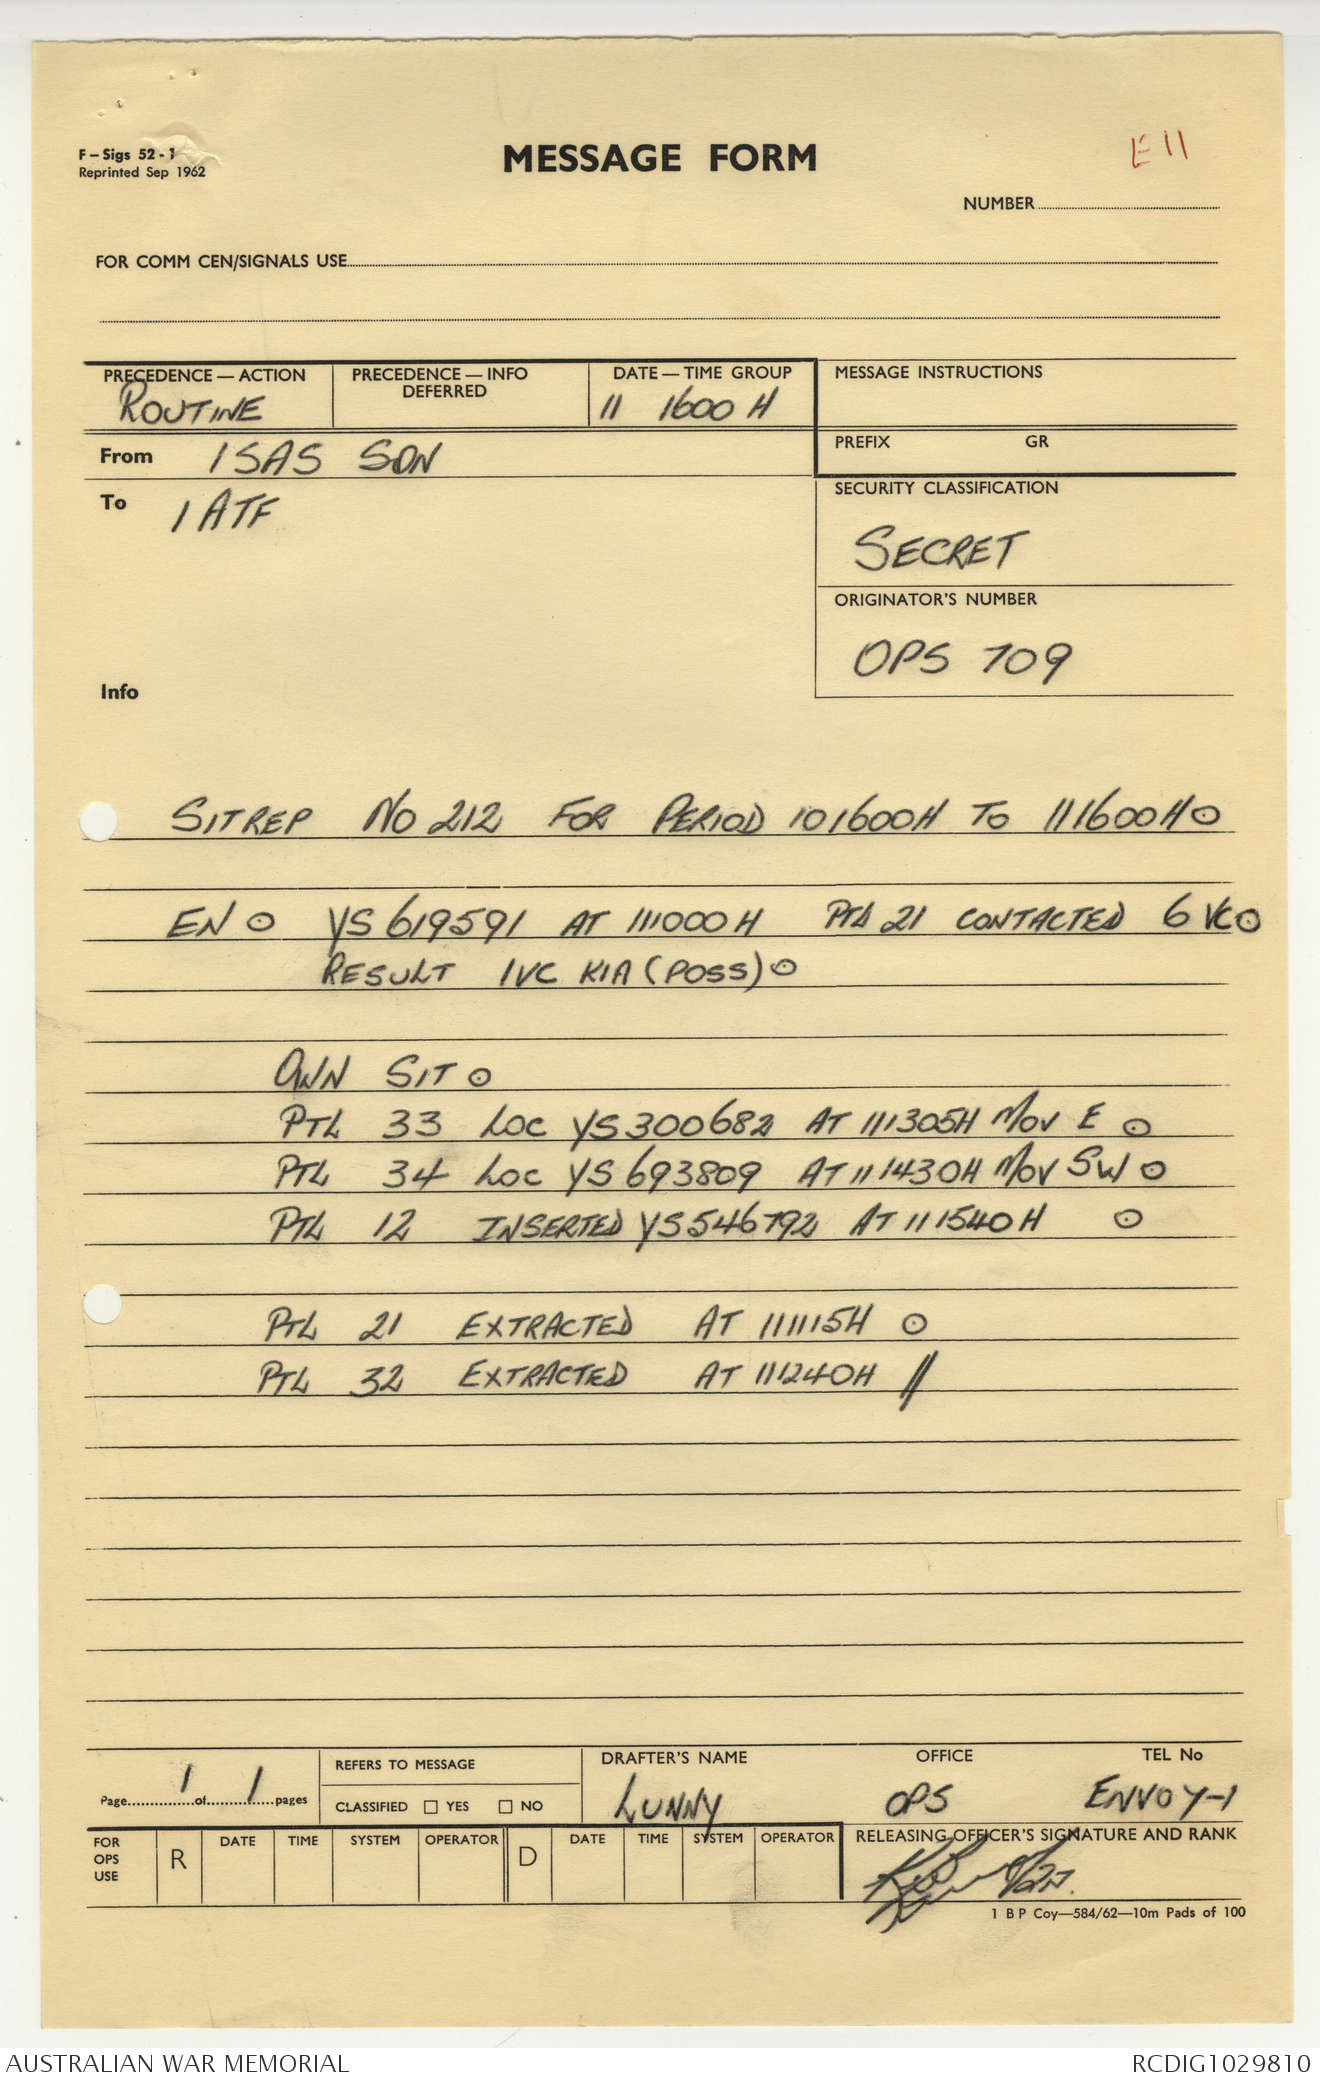 F - Sigs 52 - 1
Reprinted Sep 1962
MESSAGE FORM
E11
NUMBER
FOR COMM CEN/SIGNALS USE
PRECEDENCE — ACTION
ROUTINE
PRECEDENCE — INFO
DEFERRED
DATE — TIME GROUP
11 1600 H
MESSAGE INSTRUCTIONS
PREFIX GR
From 1 SAS SQN
To 1 ATF
SECURITY CLASSIFICATION
SECRET
ORIGINATOR'S NUMBER
OPS 709
Info
SITREP NO 212 FOR PERIOD 101600H TO 111600H⊙
EN ⊙ YS 619591 AT 111000H PTL 21 CONTACTED 6 VC⊙
RESULT 1VC KIA (POSS)⊙
OWN SIT⊙
PTL 33 LOC YS300682 AT 111305H MOV E ⊙
PTL 34 LOC YS 693809 AT 111430H MOV SW ⊙
PTL 12 INSERTED YS546792 AT 111540H ⊙
PTL 21 EXTRACTED AT 111115H ⊙
PTL 32 EXTRACTED AT 111240H //
Page 1 of 1 pages
REFERS TO MESSAGE
CLASSIFIED ☐ YES ☐ NO
DRAFTER'S NAME
LUNNY
OFFICE
OPS
TEL No
ENVOY-1
FOR
OPS
USE
R DATE TIME SYSTEM OPERATOR D DATE TIME SYSTEM OPERATOR
RELEASING OFFICER'S SIGNATURE AND RANK
1 B P Coy—584/62—10m Pads of 100
AUSTRALIAN WAR MEMORIAL
RCDIG1029810